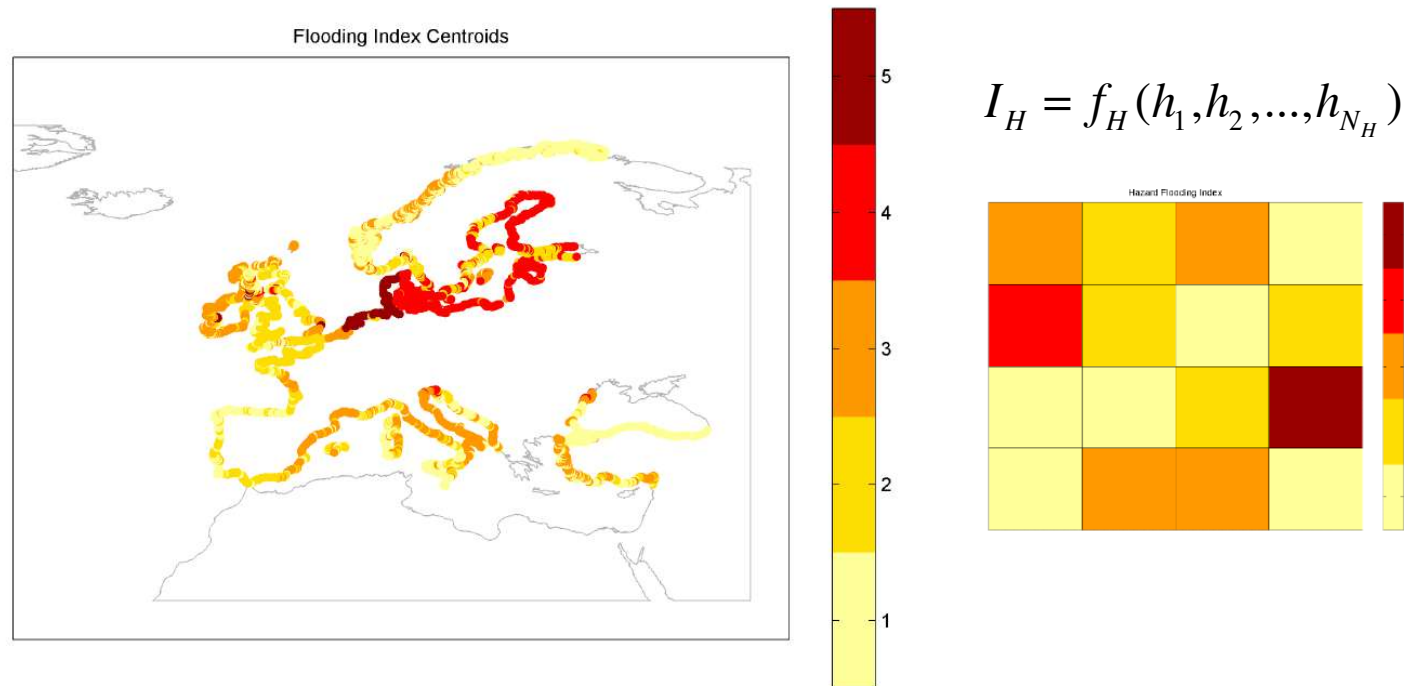 Flooding Index Centroids
5
4
3
2
1
I_H = f_H(h_1,h_2,...,h_{N_H})
Hazard Flooding Index